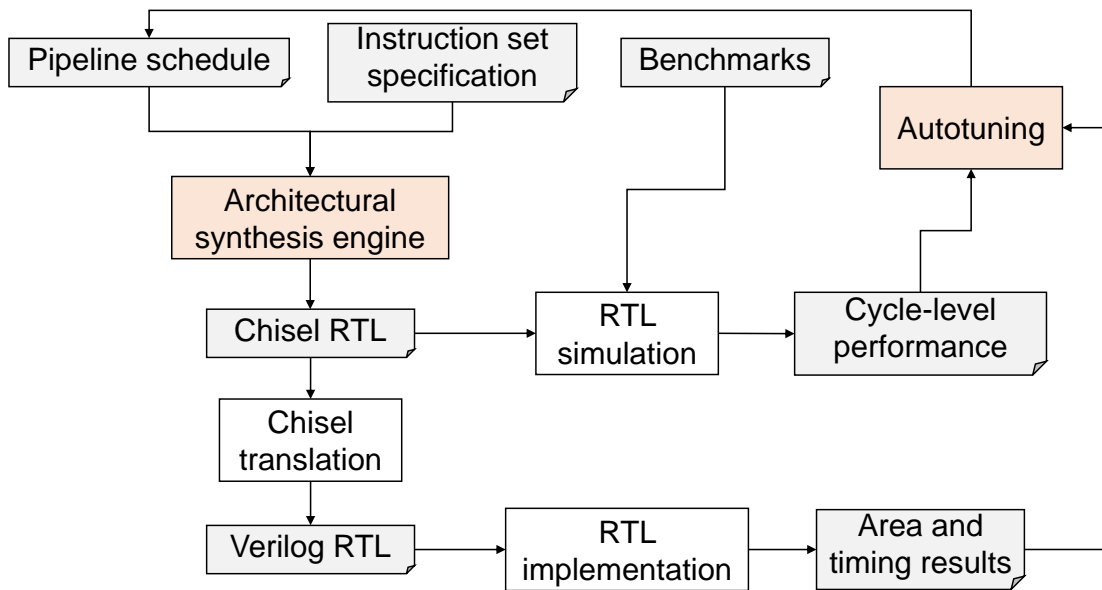 Pipeline schedule
Instruction set
specification
Benchmarks
Autotuning
Architectural
synthesis engine
Chisel RTL
RTL
simulation
Cycle-level
performance
Chisel
translation
Verilog RTL
RTL
implementation
Area and
timing results